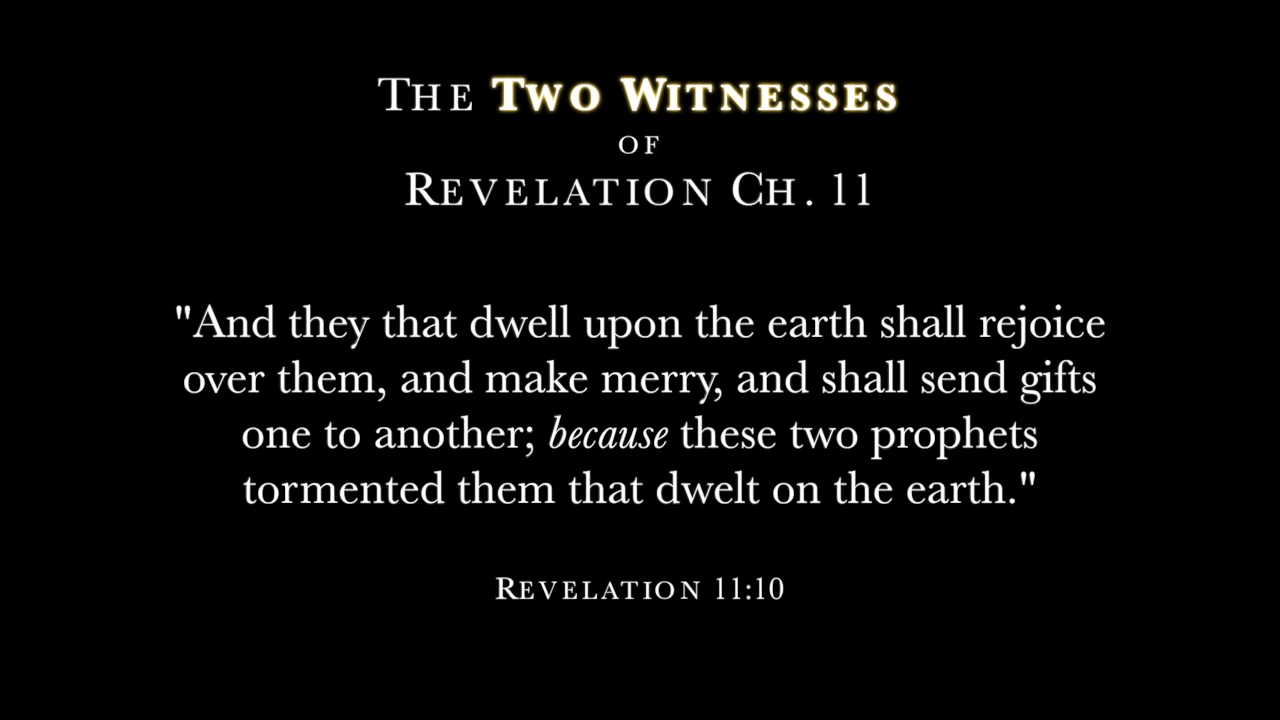 The Two Witnesses
of
Revelation Ch. 11
"And they that dwell upon the earth shall rejoice
over them, and make merry, and shall send gifts
one to another; because these two prophets
tormented them that dwelt on the earth."
Revelation 11:10